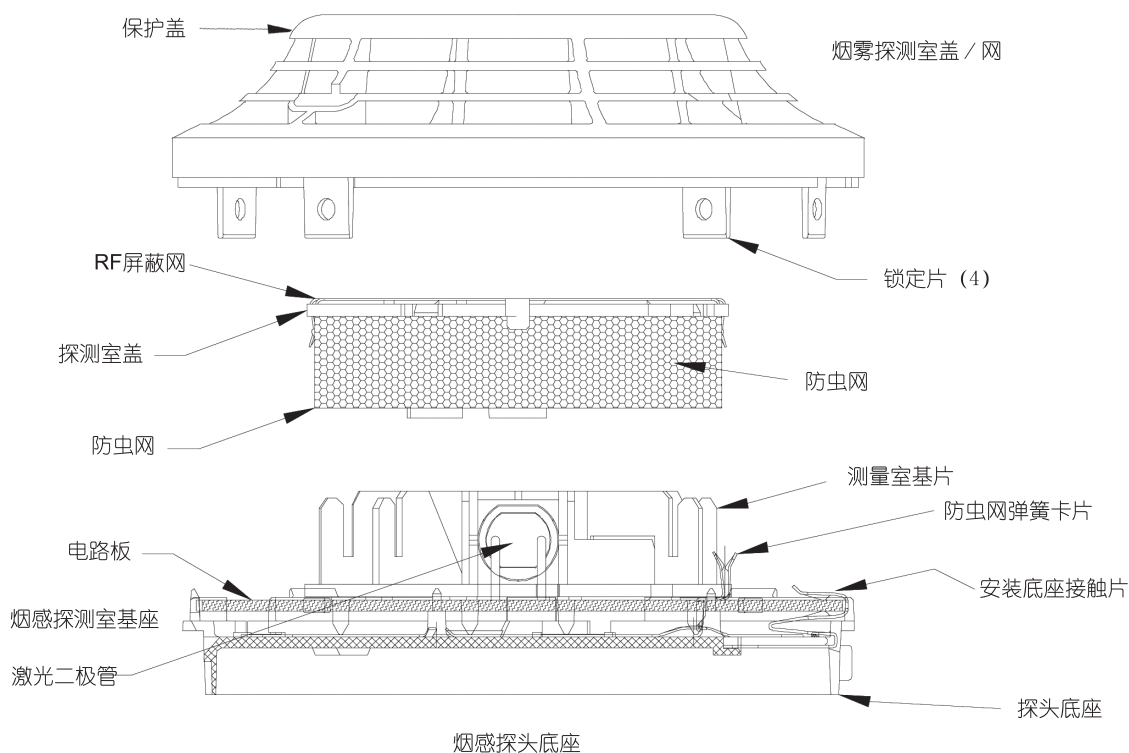 保护盖
烟雾探测室盖 / 网
RF屏蔽网
锁定片 (4)
探测室盖
防虫网
防虫网
测量室基片
防虫网弹簧卡片
电路板
安装底座接触片
烟感探测室基座
激光二极管
探头底座
烟感探头底座